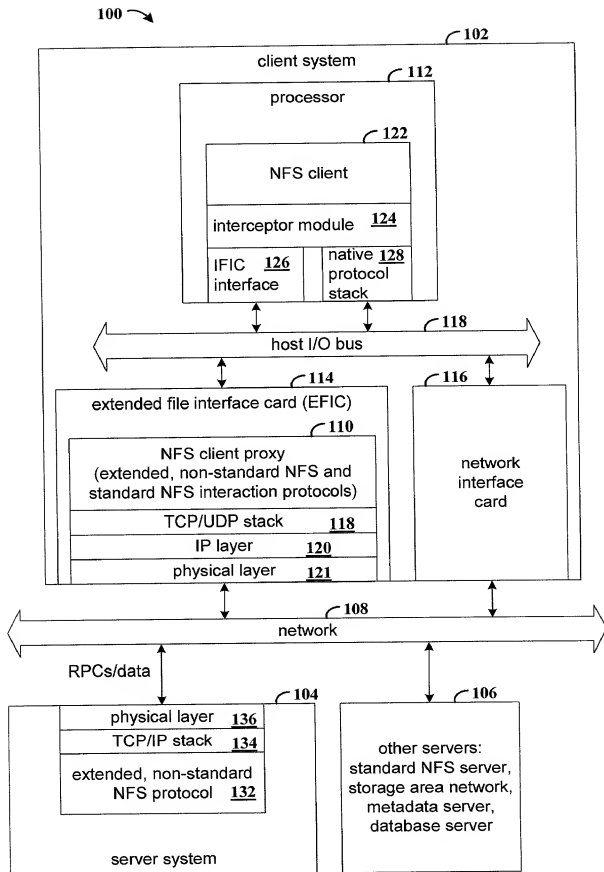 100
102
client system
112
processor
122
NFS client
interceptor module 124
IFIC 126
interface
native 128
protocol
stack
118
host I/O bus
114
extended file interface card (EFIC)
110
NFS client proxy
(extended, non-standard NFS and
standard NFS interaction protocols)
TCP/UDP stack 118
IP layer 120
physical layer 121
116
network
interface
card
108
network
RPCs/data
104
physical layer 136
TCP/IP stack 134
extended, non-standard
NFS protocol 132
server system
106
other servers:
standard NFS server,
storage area network,
metadata server,
database server